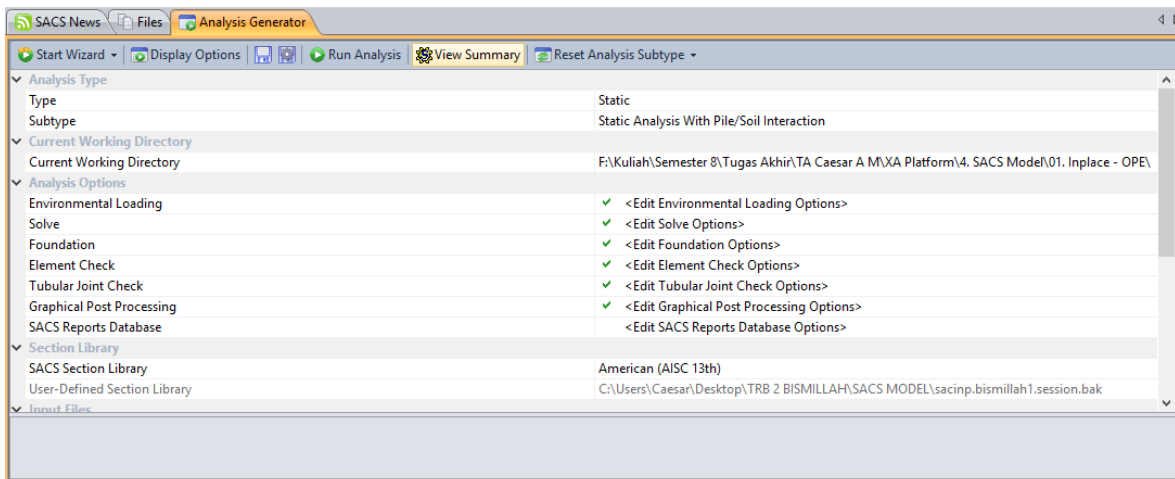 SACS News Files Analysis Generator
Start Wizard Display Options Run Analysis View Summary Reset Analysis Subtype
Analysis Type
Type Static
Subtype Static Analysis With Pile/Soil Interaction
Current Working Directory
Current Working Directory F:\Kuliah\Semester 8\Tugas Akhir\TA Caesar A M\XA Platform\4. SACS Model\01. Inplace - OPE\
Analysis Options
Environmental Loading <Edit Environmental Loading Options>
Solve <Edit Solve Options>
Foundation <Edit Foundation Options>
Element Check <Edit Element Check Options>
Tubular Joint Check <Edit Tubular Joint Check Options>
Graphical Post Processing <Edit Graphical Post Processing Options>
SACS Reports Database <Edit SACS Reports Database Options>
Section Library
SACS Section Library American (AISC 13th)
User-Defined Section Library C:\Users\Caesar\Desktop\TRB 2 BISMILLAH\SACS MODEL\sacinp.bismillah1.session.bak
Input Files